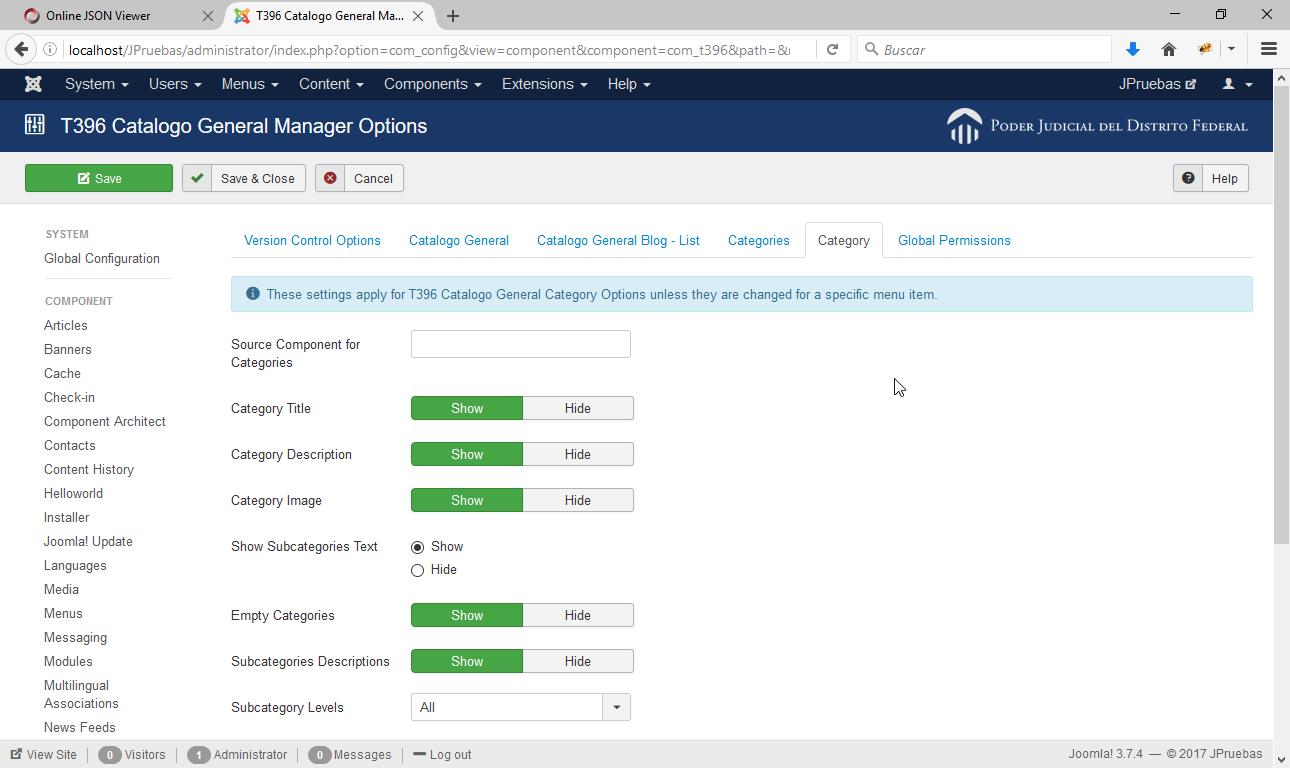 Online JSON Viewer
T396 Catalogo General Ma...
localhost/JPruebas/administrator/index.php?option=com_config&view=component&component=com_t396&path=&
Buscar
System Users Menus Content Components Extensions Help JPruebas
T396 Catalogo General Manager Options
PODER JUDICIAL DEL DISTRITO FEDERAL
Save Save & Close Cancel Help
SYSTEM
Global Configuration
COMPONENT
Articles
Banners
Cache
Check-in
Component Architect
Contacts
Content History
Helloworld
Installer
Joomla! Update
Languages
Media
Menus
Messaging
Modules
Multilingual
Associations
News Feeds
Version Control Options Catalogo General Catalogo General Blog - List Categories Category Global Permissions
These settings apply for T396 Catalogo General Category Options unless they are changed for a specific menu item.
Source Component for
Categories
Category Title Show Hide
Category Description Show Hide
Category Image Show Hide
Show Subcategories Text Show
Hide
Empty Categories Show Hide
Subcategories Descriptions Show Hide
Subcategory Levels All
View Site 0 Visitors 1 Administrator 0 Messages Log out Joomla! 3.7.4 — © 2017 JPruebas